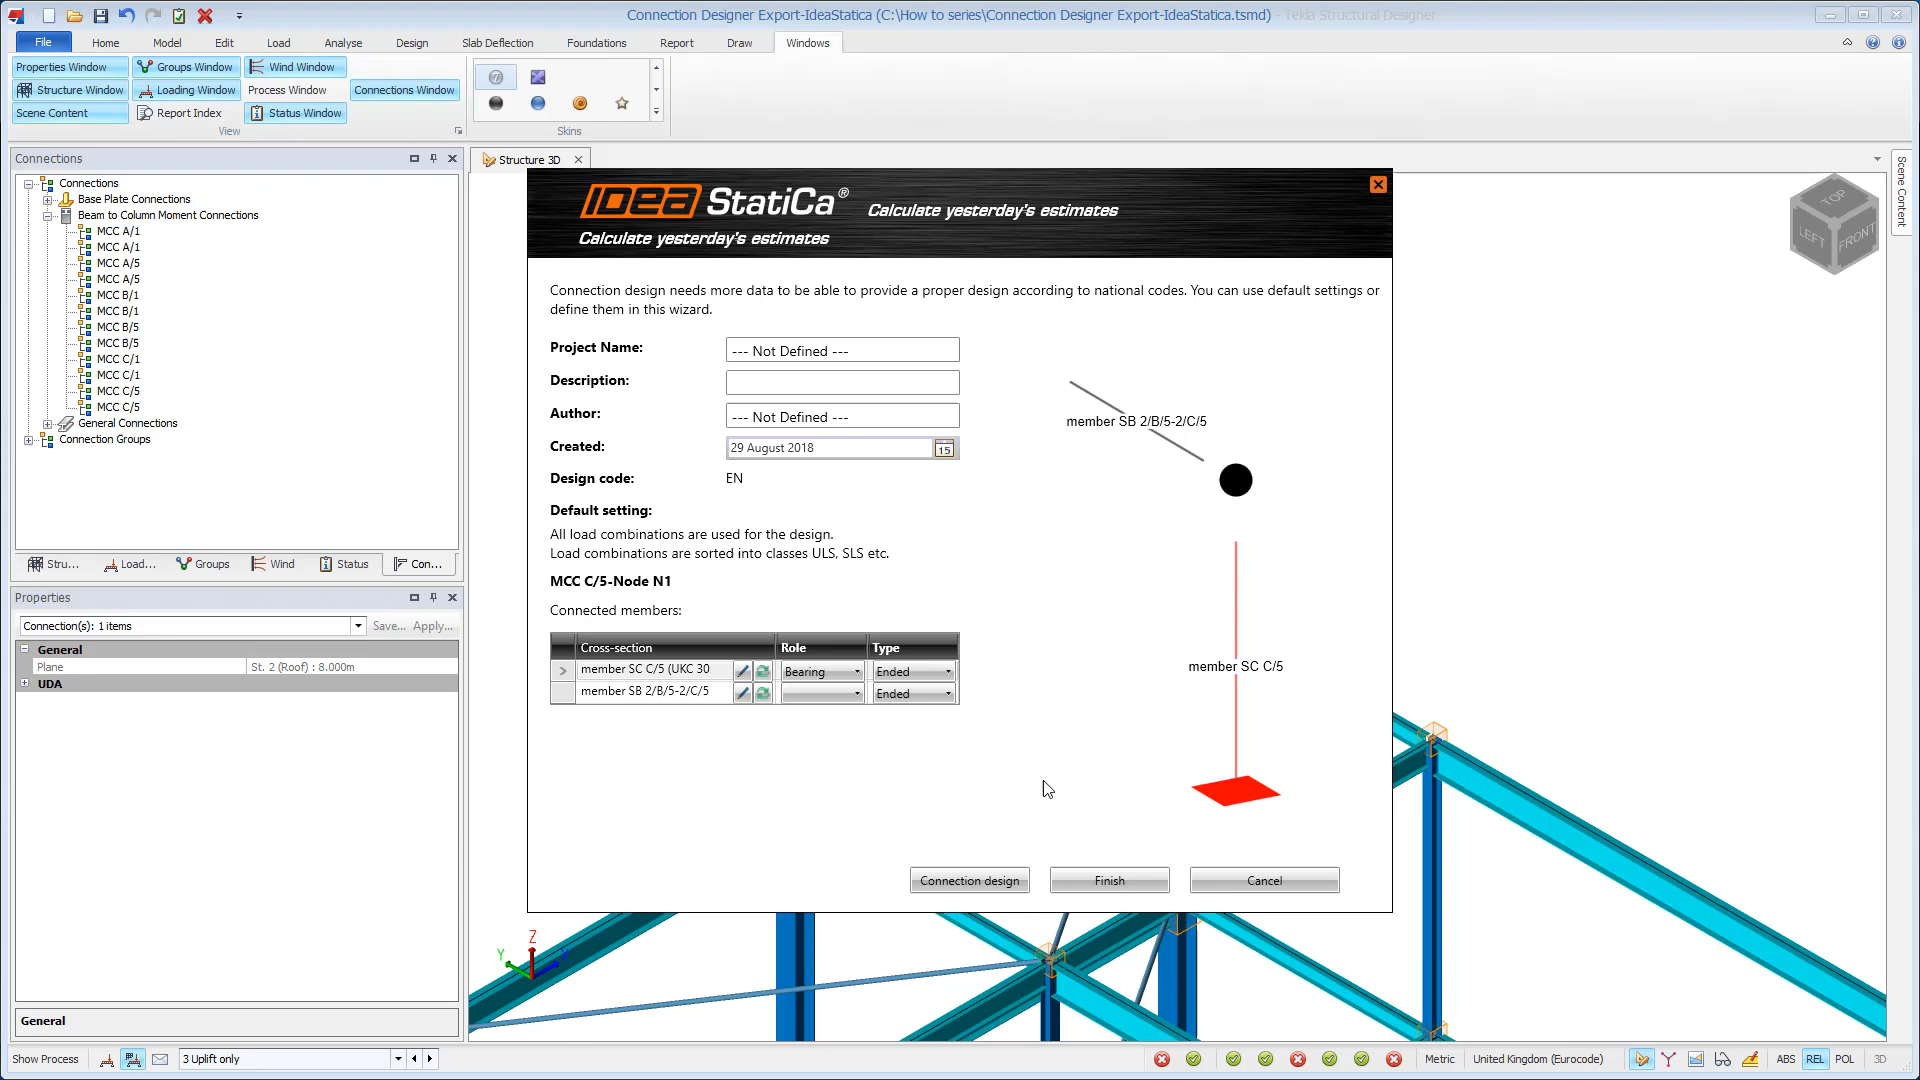 Connection Designer Export-IdeaStatica (C:\How to series\Connection Designer Export-IdeaStatica.tsmd) - Tekla Structural Designer
File Home Model Load Edit Analyse Design Slab Deflection Foundations Report Draw Windows
Properties Window Groups Window Wind Window
Structure Window Loading Window Process Window Connections Window
Scene Content Report Index Status Window
View Skins
Connections
Structure 3D
Scene Content
Connections
Base Plate Connections
Beam to Column Moment Connections
MCC A/1
MCC A/1
MCC A/5
MCC A/5
MCC B/1
MCC B/1
MCC B/5
MCC B/5
MCC C/1
MCC C/1
MCC C/5
MCC C/5
General Connections
Connection Groups
Stru... Load... Groups Wind Status Con...
Properties
Connection(s): 1 items Save... Apply...
General
Plane St. 2 (Roof) : 8.000m
UDA
General
IDEA StatiCa® Calculate yesterday's estimates
Calculate yesterday's estimates
Connection design needs more data to be able to provide a proper design according to national codes. You can use default settings or
define them in this wizard.
Project Name: --- Not Defined ---
Description:
Author: --- Not Defined ---
Created: 29 August 2018 15
Design code: EN
Default setting:
All load combinations are used for the design.
Load combinations are sorted into classes ULS, SLS etc.
MCC C/5-Node N1
Connected members:
Cross-section Role Type
> member SC C/5 (UKC 30 Bearing Ended
member SB 2/B/5-2/C/5 Ended
member SB 2/B/5-2/C/5
member SC C/5
Connection design Finish Cancel
TOP
LEFT FRONT
Z
Y
X
Show Process 3 Uplift only Metric United Kingdom (Eurocode) ABS REL POL 3D